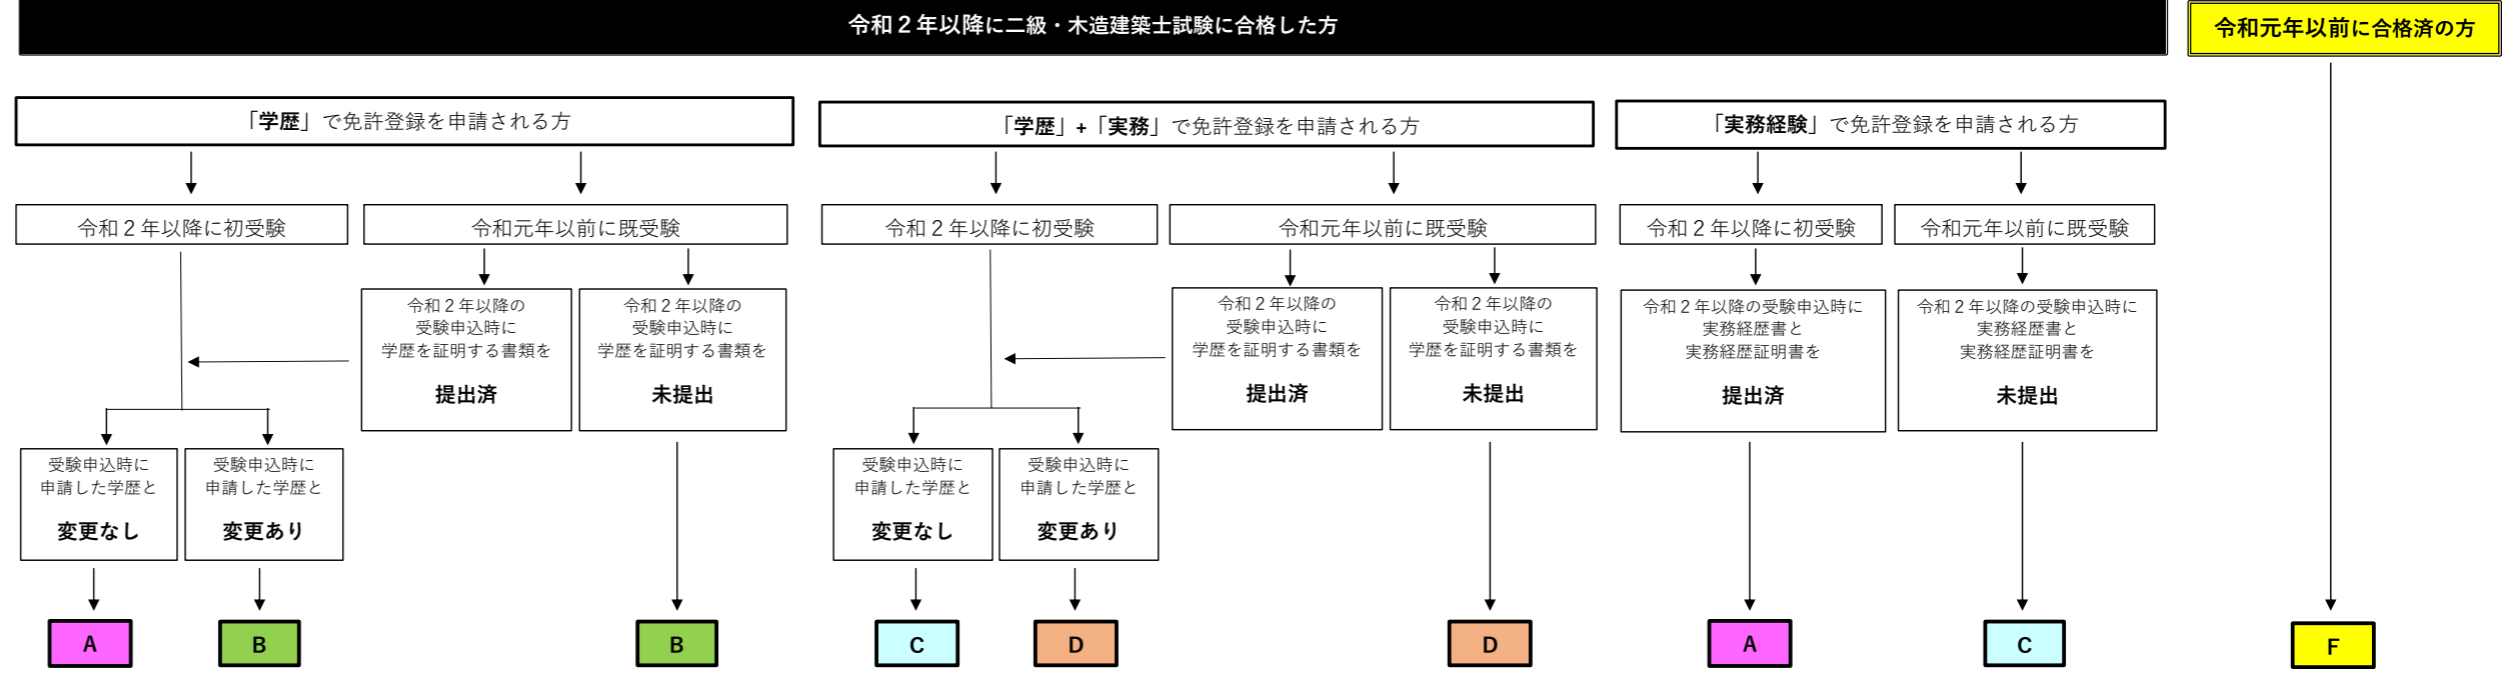 令和２年以降に二級・木造建築士試験に合格した方
令和元年以前に合格済の方
「学歴」で免許登録を申請される方
「学歴」+「実務」で免許登録を申請される方
「実務経験」で免許登録を申請される方
令和２年以降に初受験
令和元年以前に既受験
令和２年以降に初受験
令和元年以前に既受験
令和２年以降に初受験
令和元年以前に既受験
令和２年以降の
受験申込時に
学歴を証明する書類を
提出済
令和２年以降の
受験申込時に
学歴を証明する書類を
未提出
令和２年以降の
受験申込時に
学歴を証明する書類を
提出済
令和２年以降の
受験申込時に
学歴を証明する書類を
未提出
令和２年以降の受験申込時に
実務経歴書と
実務経歴証明書を
提出済
令和２年以降の受験申込時に
実務経歴書と
実務経歴証明書を
未提出
受験申込時に
申請した学歴と
変更なし
受験申込時に
申請した学歴と
変更あり
受験申込時に
申請した学歴と
変更なし
受験申込時に
申請した学歴と
変更あり
A
B
B
C
D
D
A
C
F